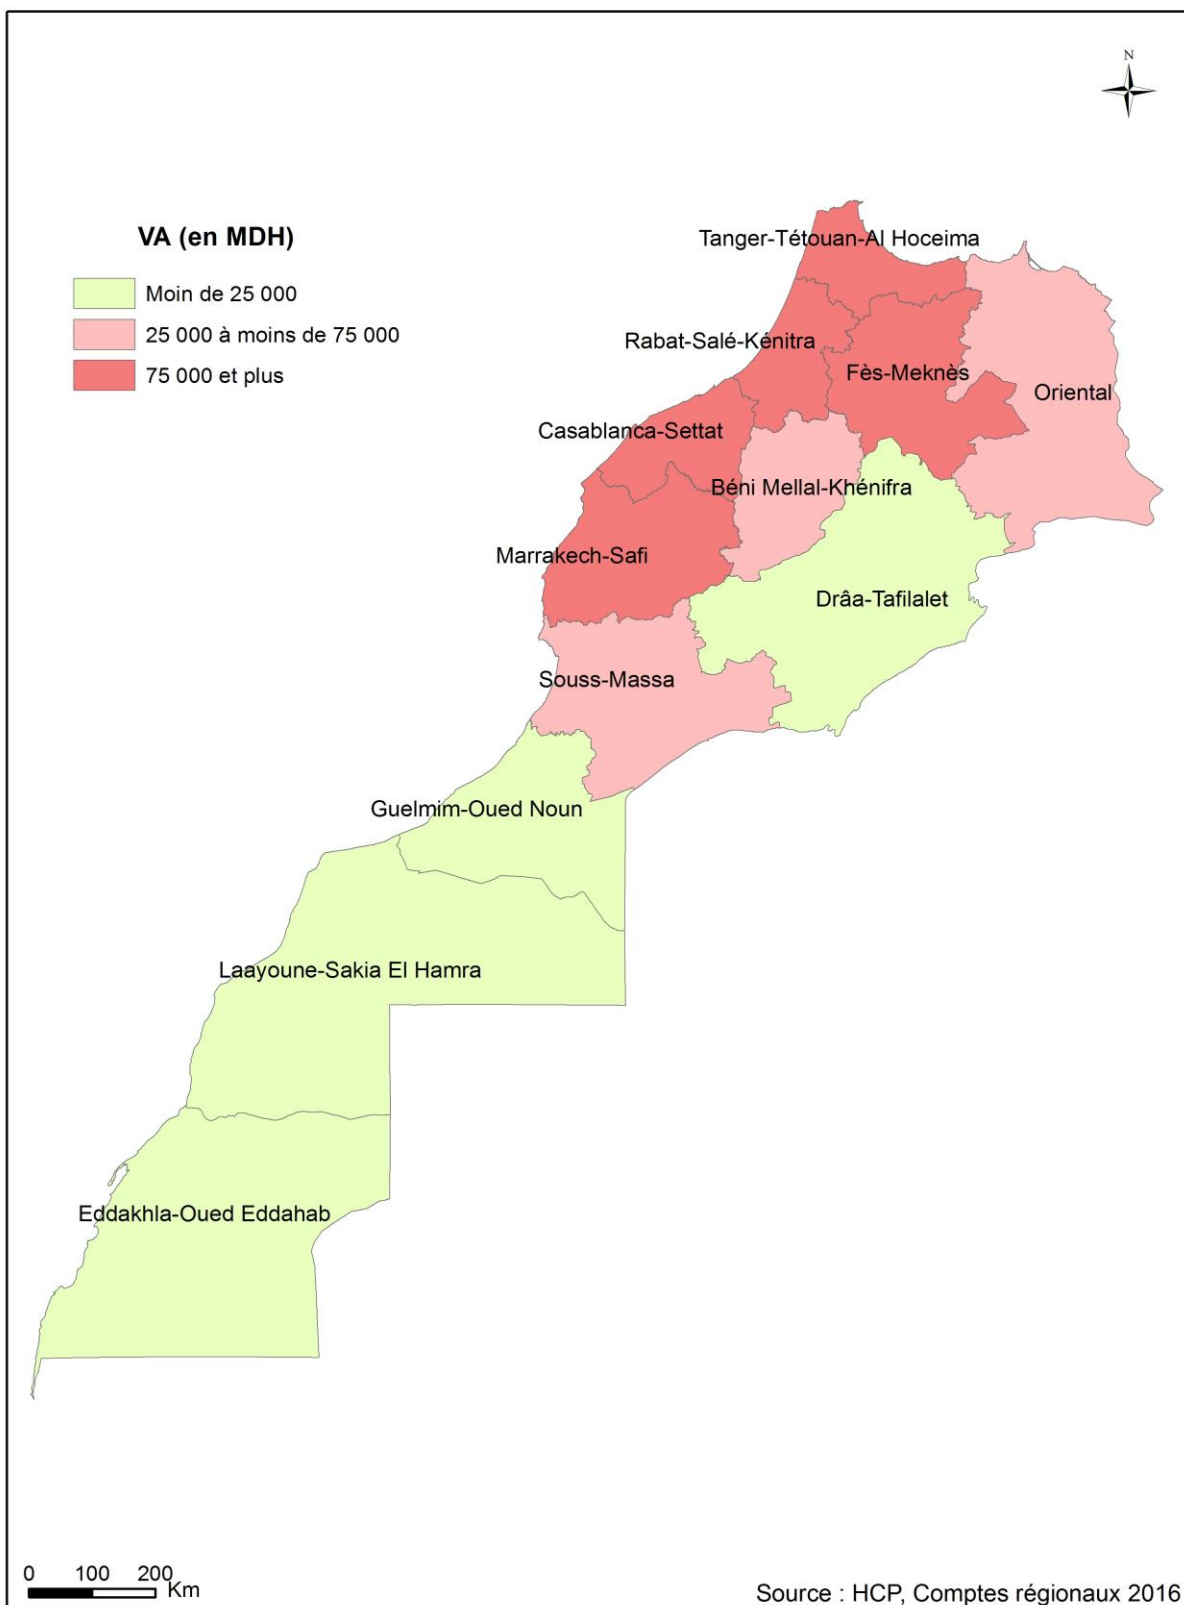 N
VA (en MDH)
Moin de 25 000
25 000 à moins de 75 000
75 000 et plus
Tanger-Tétouan-Al Hoceima
Rabat-Salé-Kénitra
Fès-Meknès
Oriental
Casablanca-Settat
Béni Mellal-Khénifra
Marrakech-Safi
Drâa-Tafilalet
Souss-Massa
Guelmim-Oued Noun
Laayoune-Sakia El Hamra
Eddakhla-Oued Eddahab
0 100 200
Km
Source : HCP, Comptes régionaux 2016